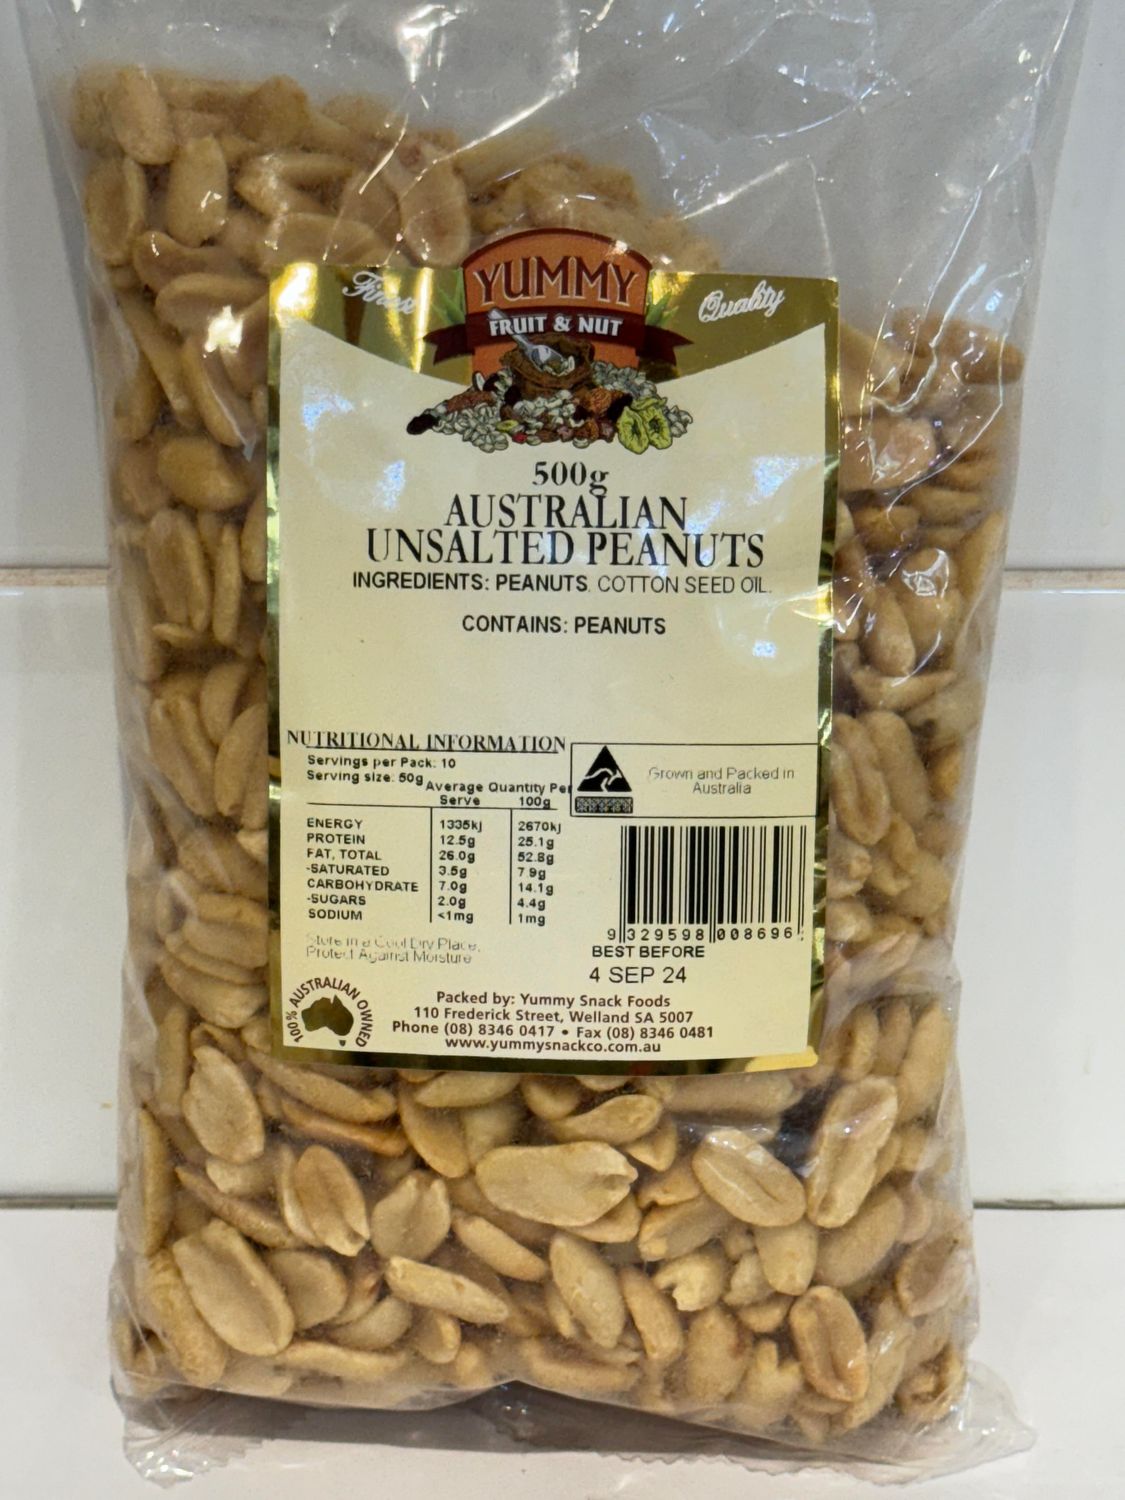 Finest
Quality
YUMMY
FRUIT & NUT
500g
AUSTRALIAN
UNSALTED PEANUTS
INGREDIENTS: PEANUTS. COTTON SEED OIL.
CONTAINS: PEANUTS
NUTRITIONAL INFORMATION
Servings per Pack: 10
Serving size: 50g
Average Quantity Per
Serve 100g
ENERGY 1335kj 2670kj
PROTEIN 12.5g 25.1g
FAT, TOTAL 26.0g 52.8g
-SATURATED 3.5g 7.9g
CARBOHYDRATE 7.0g 14.1g
-SUGARS 2.0g 4.4g
SODIUM <1mg 1mg
Store in a Cool Dry Place,
Protect Against Moisture
Grown and Packed in
Australia
9 329598 008696
BEST BEFORE
4 SEP 24
100% AUSTRALIAN OWNED
Packed by: Yummy Snack Foods
110 Frederick Street, Welland SA 5007
Phone (08) 8346 0417 • Fax (08) 8346 0481
www.yummysnackco.com.au